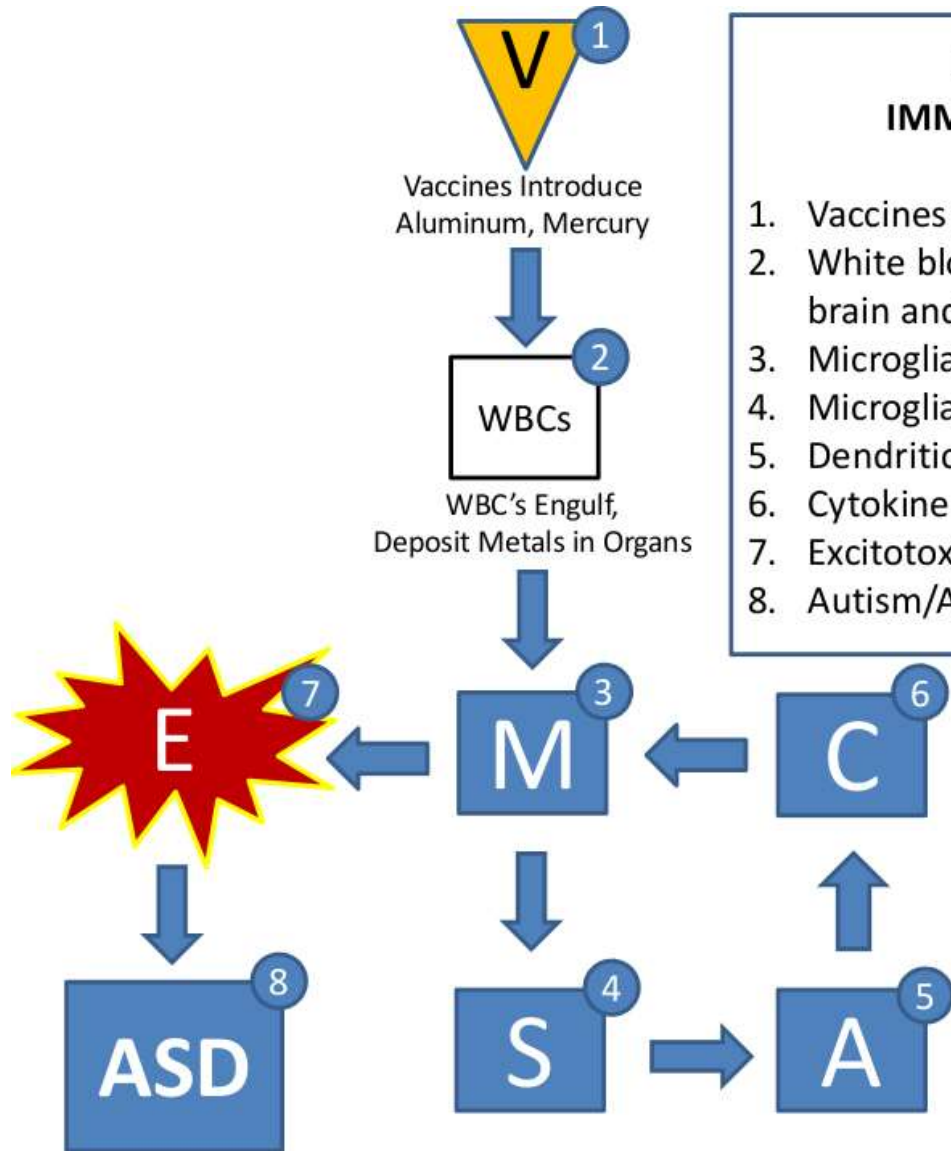 V
1
Vaccines Introduce
Aluminum, Mercury
2
WBCs
WBC's Engulf,
Deposit Metals in Organs
IMM
1. Vaccines
2. White blo
brain and
3. Microglia
4. Microglia
5. Dendritic
6. Cytokine
7. Excitotox
8. Autism/A
E
7
M
3
C
6
ASD
8
S
4
A
5